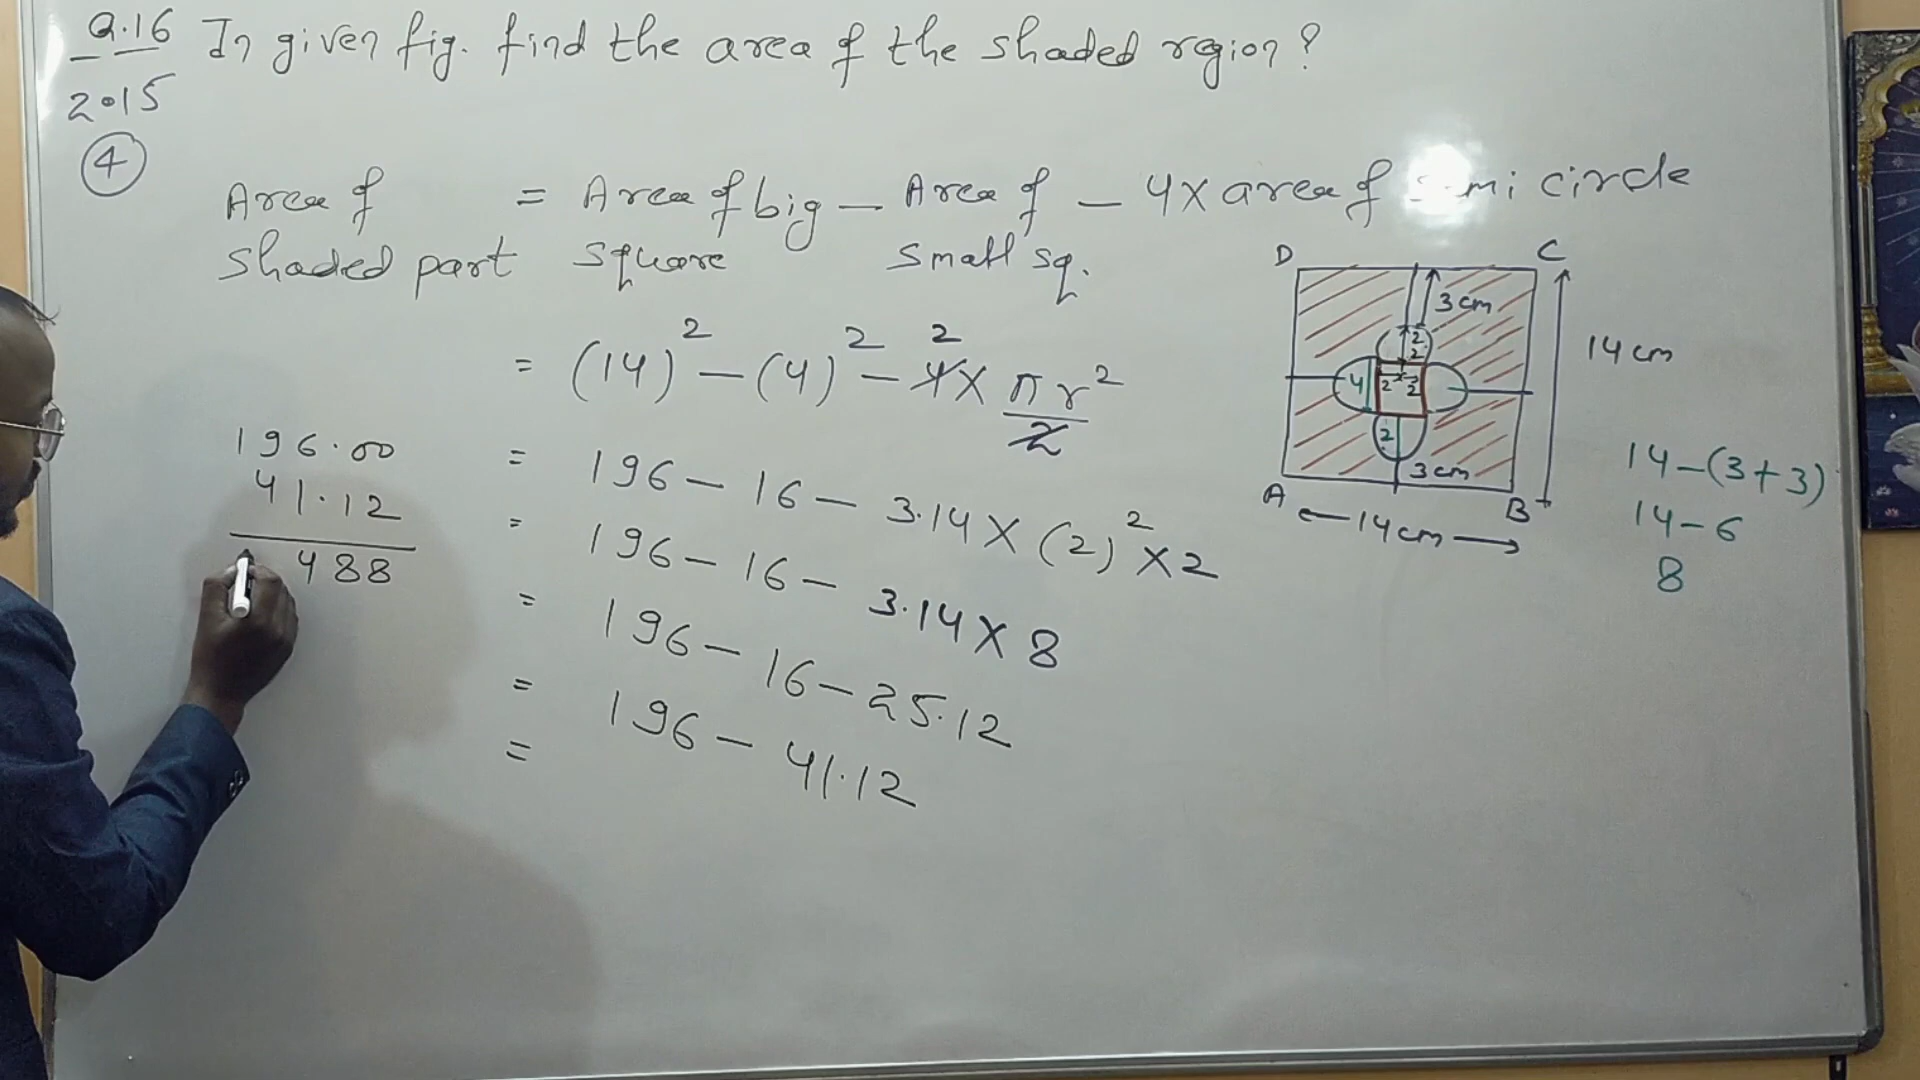 Q.16 In given fig. find the area of the shaded region?
2015
4
Area of = Area of big - Area of - 4 x area of semi circle
shaded part square small sq.
= (14)² - (4)² - 4 2 x πr²/2
= 196 - 16 - 3.14 x (2)² x 2
= 196 - 16 - 3.14 x 8
= 196 - 16 - 25.12
= 196 - 41.12
=
196.00
41.12
488
D C
3 cm
14 cm
2
2
4 2 2
2
3 cm
A B
14 cm
14 - (3 + 3)
14 - 6
8